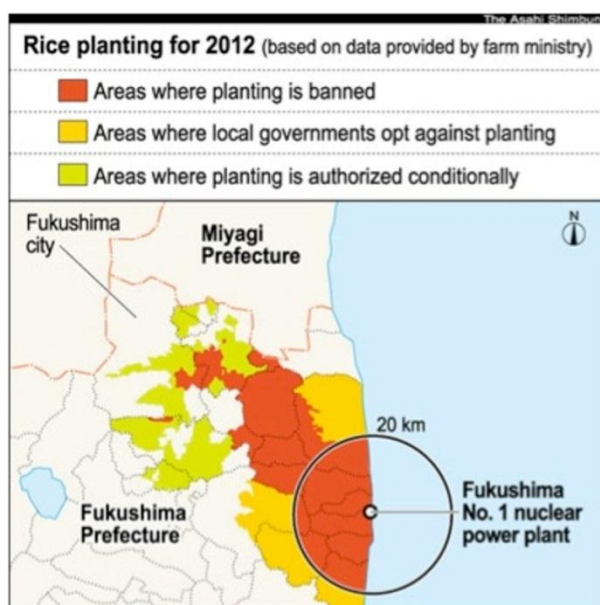 The Asahi Shimbun
Rice planting for 2012 (based on data provided by farm ministry)
Areas where planting is banned
Areas where local governments opt against planting
Areas where planting is authorized conditionally
Fukushima
city
Miyagi
Prefecture
N
20 km
Fukushima
No. 1 nuclear
power plant
Fukushima
Prefecture